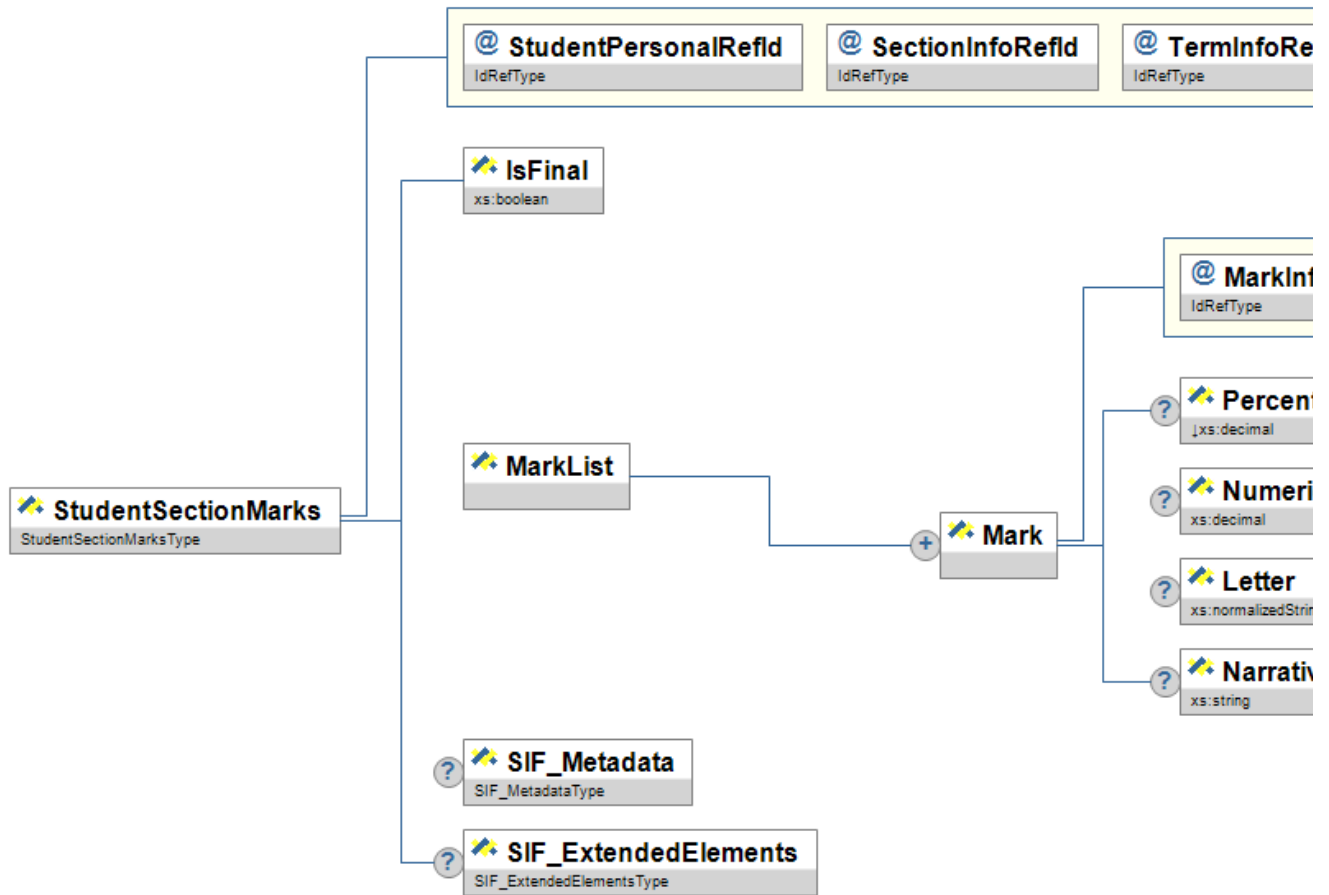 @ StudentPersonalRefId
IdRefType
@ SectionInfoRefId
IdRefType
@ TermInfoRe
IdRefType
IsFinal
xs:boolean
@ MarkInf
IdRefType
? Percent
↓xs:decimal
MarkList
? Numeri
xs:decimal
StudentSectionMarks
StudentSectionMarksType
+ Mark
? Letter
xs:normalizedStrin
? Narrativ
xs:string
? SIF_Metadata
SIF_MetadataType
? SIF_ExtendedElements
SIF_ExtendedElementsType